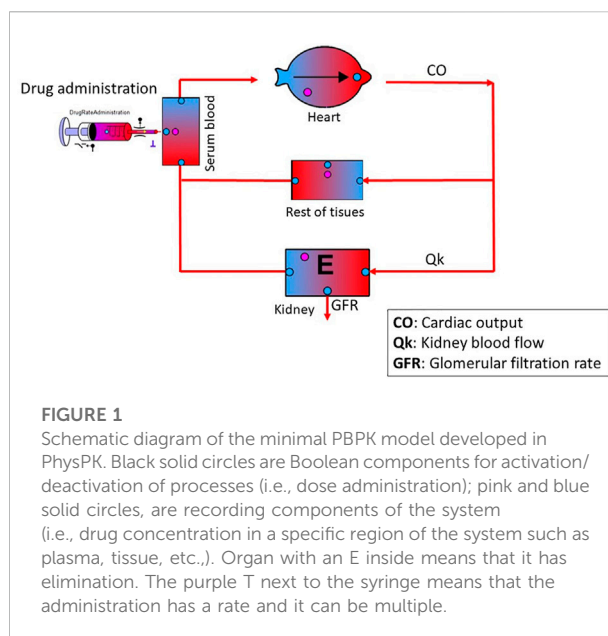 CO
Drug administration
DrugRateAdministration
Heart
Serum blood
Rest of tisues
E
Qk
Kidney
GFR
CO: Cardiac output
Qk: Kidney blood flow
GFR: Glomerular filtration rate
FIGURE 1
Schematic diagram of the minimal PBPK model developed in
PhysPK. Black solid circles are Boolean components for activation/
deactivation of processes (i.e., dose administration); pink and blue
solid circles, are recording components of the system
(i.e., drug concentration in a specific region of the system such as
plasma, tissue, etc.,). Organ with an E inside means that it has
elimination. The purple T next to the syringe means that the
administration has a rate and it can be multiple.